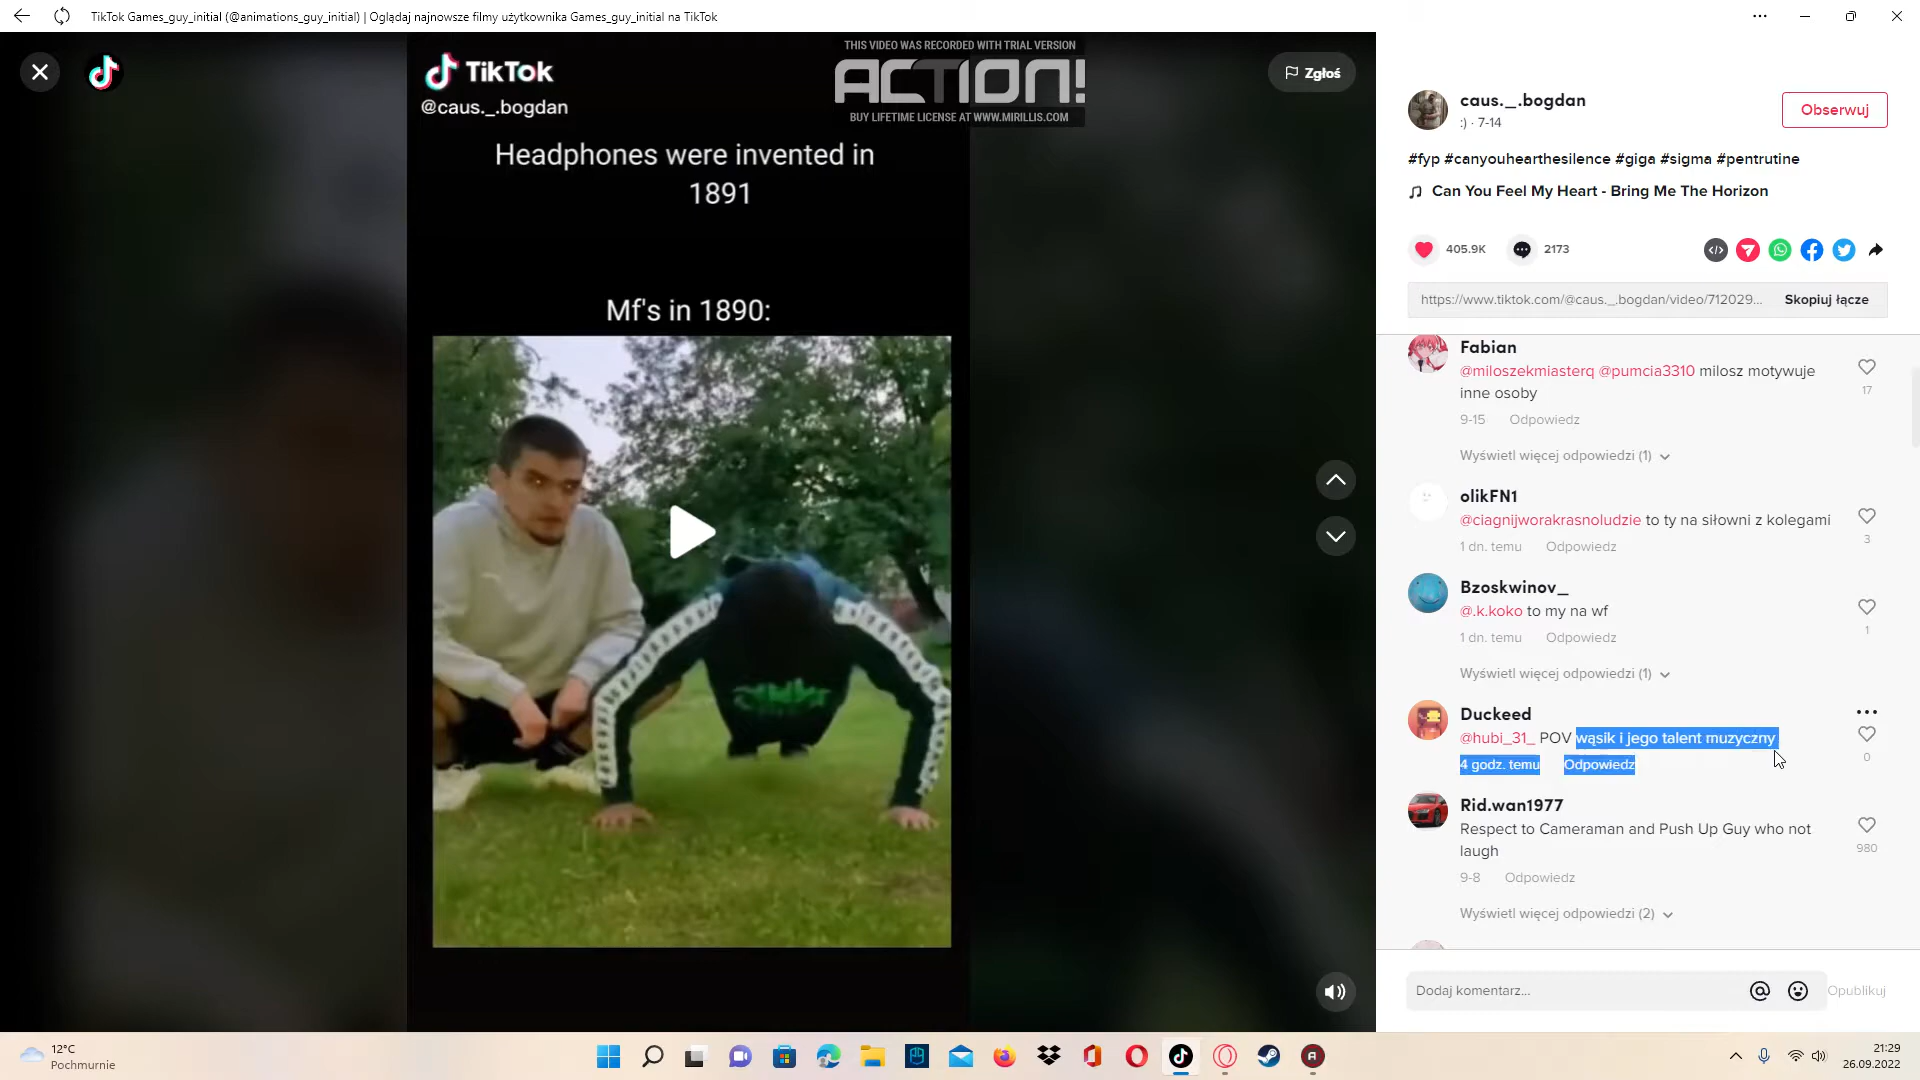 TikTok Games_guy_initial (@animations_guy_initial) | Oglądaj najnowsze filmy użytkownika Games_guy_initial na TikTok
TikTok
@caus._.bogdan
THIS VIDEO WAS RECORDED WITH TRIAL VERSION
ACTION!
BUY LIFETIME LICENSE AT WWW.MIRILLIS.COM
Zgłoś
Headphones were invented in
1891
Mf's in 1890:
caus._.bogdan
:) · 7-14
Obserwuj
#fyp #canyouhearthesilence #giga #sigma #pentrutine
Can You Feel My Heart - Bring Me The Horizon
405.9K
2173
https://www.tiktok.com/@caus._.bogdan/video/712029...
Skopiuj łącze
Fabian
@miloszekmiasterq @pumcia3310 milosz motywuje
inne osoby
17
9-15 Odpowiedz
Wyświetl więcej odpowiedzi (1)
olikFN1
@ciagnijworakrasnoludzie to ty na siłowni z kolegami
3
1 dn. temu Odpowiedz
Bzoskwinov_
@.k.koko to my na wf
1
1 dn. temu Odpowiedz
Wyświetl więcej odpowiedzi (1)
Duckeed
@hubi_31_ POV wąsik i jego talent muzyczny
0
4 godz. temu Odpowiedz
Rid.wan1977
Respect to Cameraman and Push Up Guy who not
laugh
980
9-8 Odpowiedz
Wyświetl więcej odpowiedzi (2)
Dodaj komentarz...
Opublikuj
12°C
Pochmurnie
21:29
26.09.2022